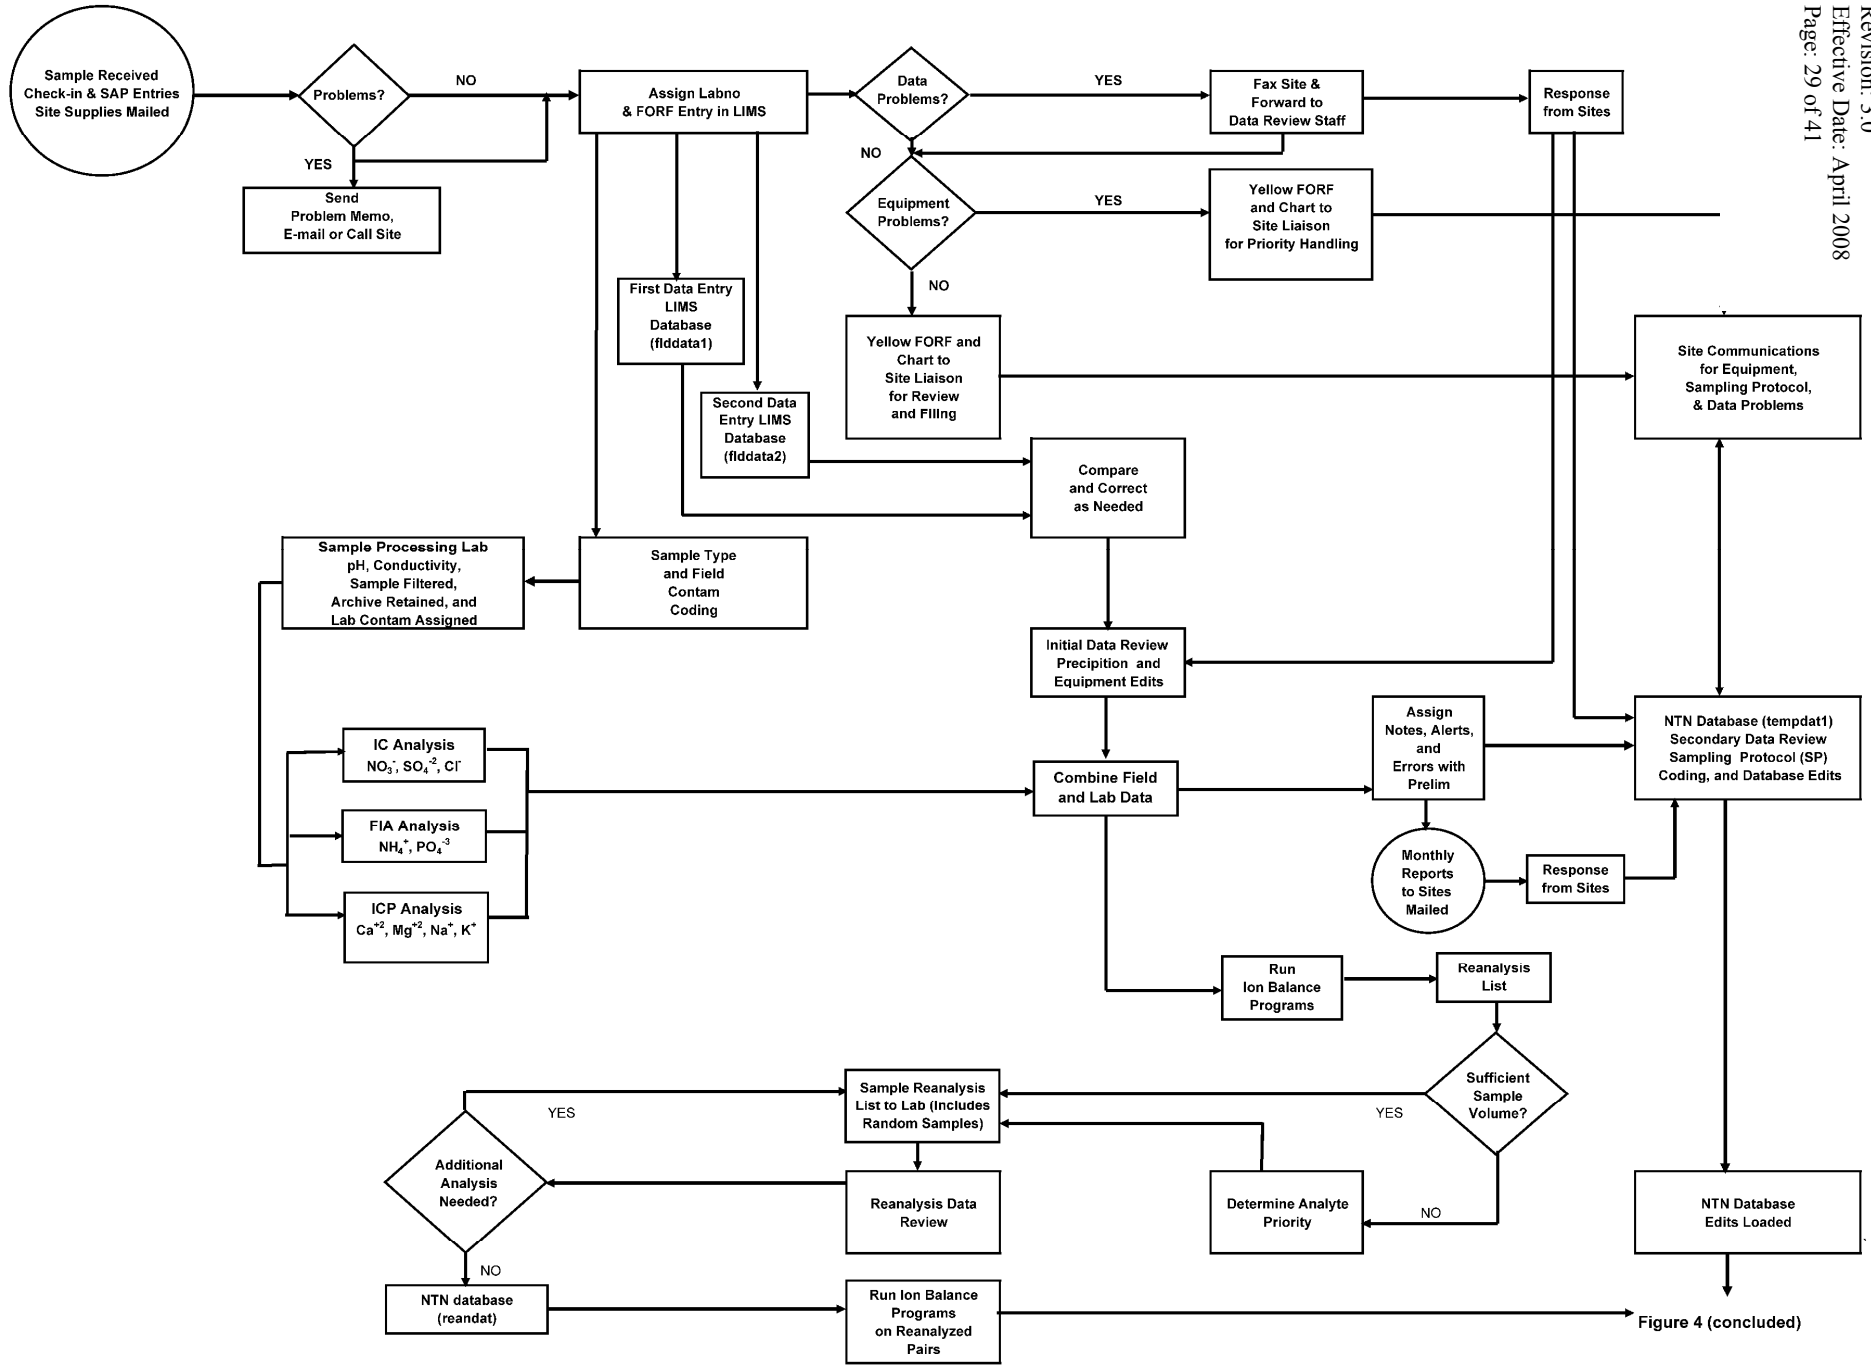 Revision: 3.0
Effective Date: April 2008
Page: 29 of 41
Sample Received
Check-in & SAP Entries
Site Supplies Mailed
Problems?
NO
YES
Send
Problem Memo,
E-mail or Call Site
Assign Labno
& FORF Entry in LIMS
Data
Problems?
YES
NO
Fax Site &
Forward to
Data Review Staff
Response
from Sites
Equipment
Problems?
YES
NO
Yellow FORF
and Chart to
Site Liaison
for Priority Handling
First Data Entry
LIMS
Database
(flddata1)
Second Data
Entry LIMS
Database
(flddata2)
Yellow FORF and
Chart to
Site Liaison
for Review
and Filing
Site Communications
for Equipment,
Sampling Protocol,
& Data Problems
Compare
and Correct
as Needed
Sample Processing Lab
pH, Conductivity,
Sample Filtered,
Archive Retained, and
Lab Contam Assigned
Sample Type
and Field
Contam
Coding
Initial Data Review
Precipition and
Equipment Edits
IC Analysis
NO₃⁻, SO₄⁻², Cl⁻
FIA Analysis
NH₄⁺, PO₄⁻³
ICP Analysis
Ca⁺², Mg⁺², Na⁺, K⁺
Combine Field
and Lab Data
Assign
Notes, Alerts,
and
Errors with
Prelim
NTN Database (tempdat1)
Secondary Data Review
Sampling Protocol (SP)
Coding, and Database Edits
Monthly
Reports
to Sites
Mailed
Response
from Sites
Run
Ion Balance
Programs
Reanalysis
List
Sufficient
Sample
Volume?
YES
NO
Sample Reanalysis
List to Lab (Includes
Random Samples)
YES
Additional
Analysis
Needed?
NO
Reanalysis Data
Review
Determine Analyte
Priority
NTN Database
Edits Loaded
NTN database
(reandat)
Run Ion Balance
Programs
on Reanalyzed
Pairs
Figure 4 (concluded)